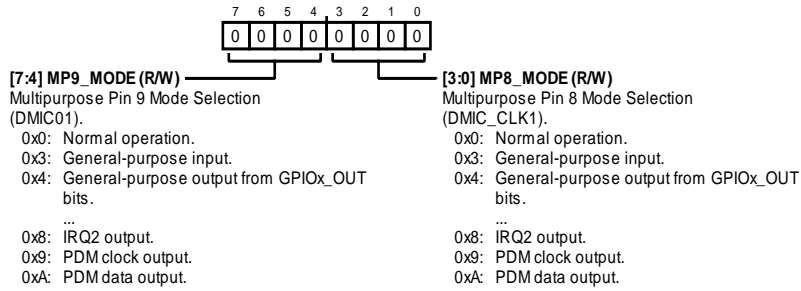 7 6 5 4 3 2 1 0
0 0 0 0 0 0 0 0
[7:4] MP9_MODE (R/W)
Multipurpose Pin 9 Mode Selection
(DMIC01).
0x0: Normal operation.
0x3: General-purpose input.
0x4: General-purpose output from GPIOx_OUT
bits.
...
0x8: IRQ2 output.
0x9: PDM clock output.
0xA: PDM data output.
[3:0] MP8_MODE (R/W)
Multipurpose Pin 8 Mode Selection
(DMIC_CLK1).
0x0: Normal operation.
0x3: General-purpose input.
0x4: General-purpose output from GPIOx_OUT
bits.
...
0x8: IRQ2 output.
0x9: PDM clock output.
0xA: PDM data output.